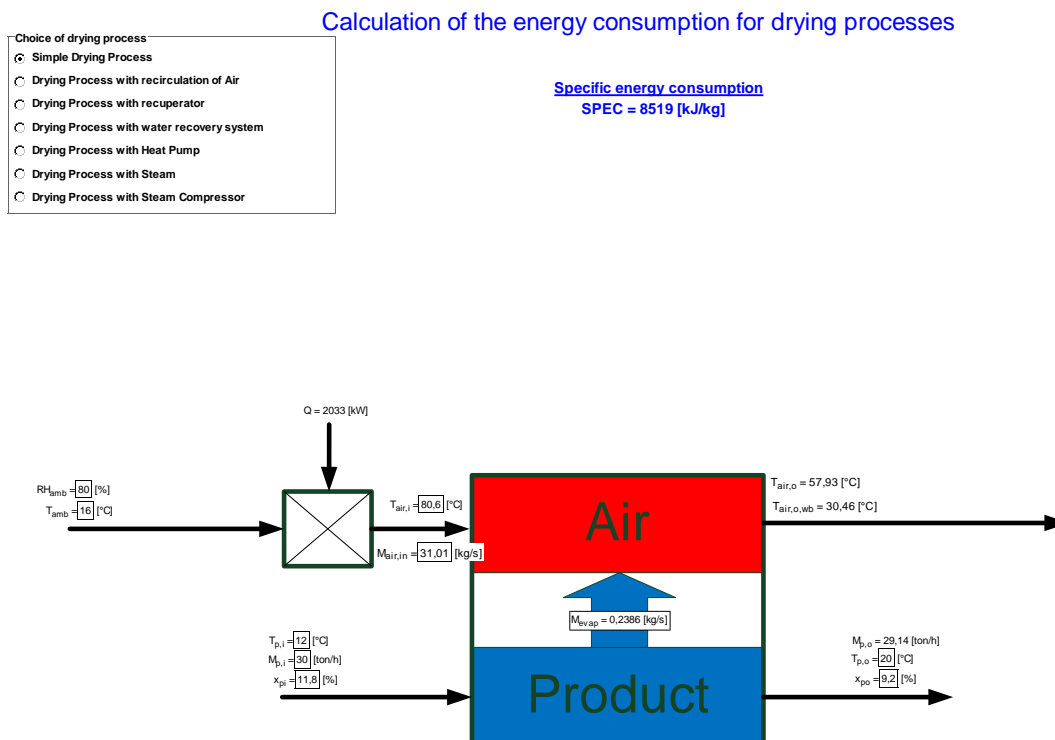 Calculation of the energy consumption for drying processes
Choice of drying process
Simple Drying Process
Drying Process with recirculation of Air
Drying Process with recuperator
Drying Process with water recovery system
Drying Process with Heat Pump
Drying Process with Steam
Drying Process with Steam Compressor
Specific energy consumption
SPEC = 8519 [kJ/kg]
Q = 2033 [kW]
RHamb = 80 [%]
Tamb = 16 [°C]
Tair,i = 80,6 [°C]
Mair,in = 31,01 [kg/s]
Air
Tair,o = 57,93 [°C]
Tair,o,wb = 30,46 [°C]
Mevap = 0,2386 [kg/s]
Tp,i = 12 [°C]
Mp,i = 30 [ton/h]
xpi = 11,8 [%]
Product
Mp,o = 29,14 [ton/h]
Tp,o = 20 [°C]
xpo = 9,2 [%]